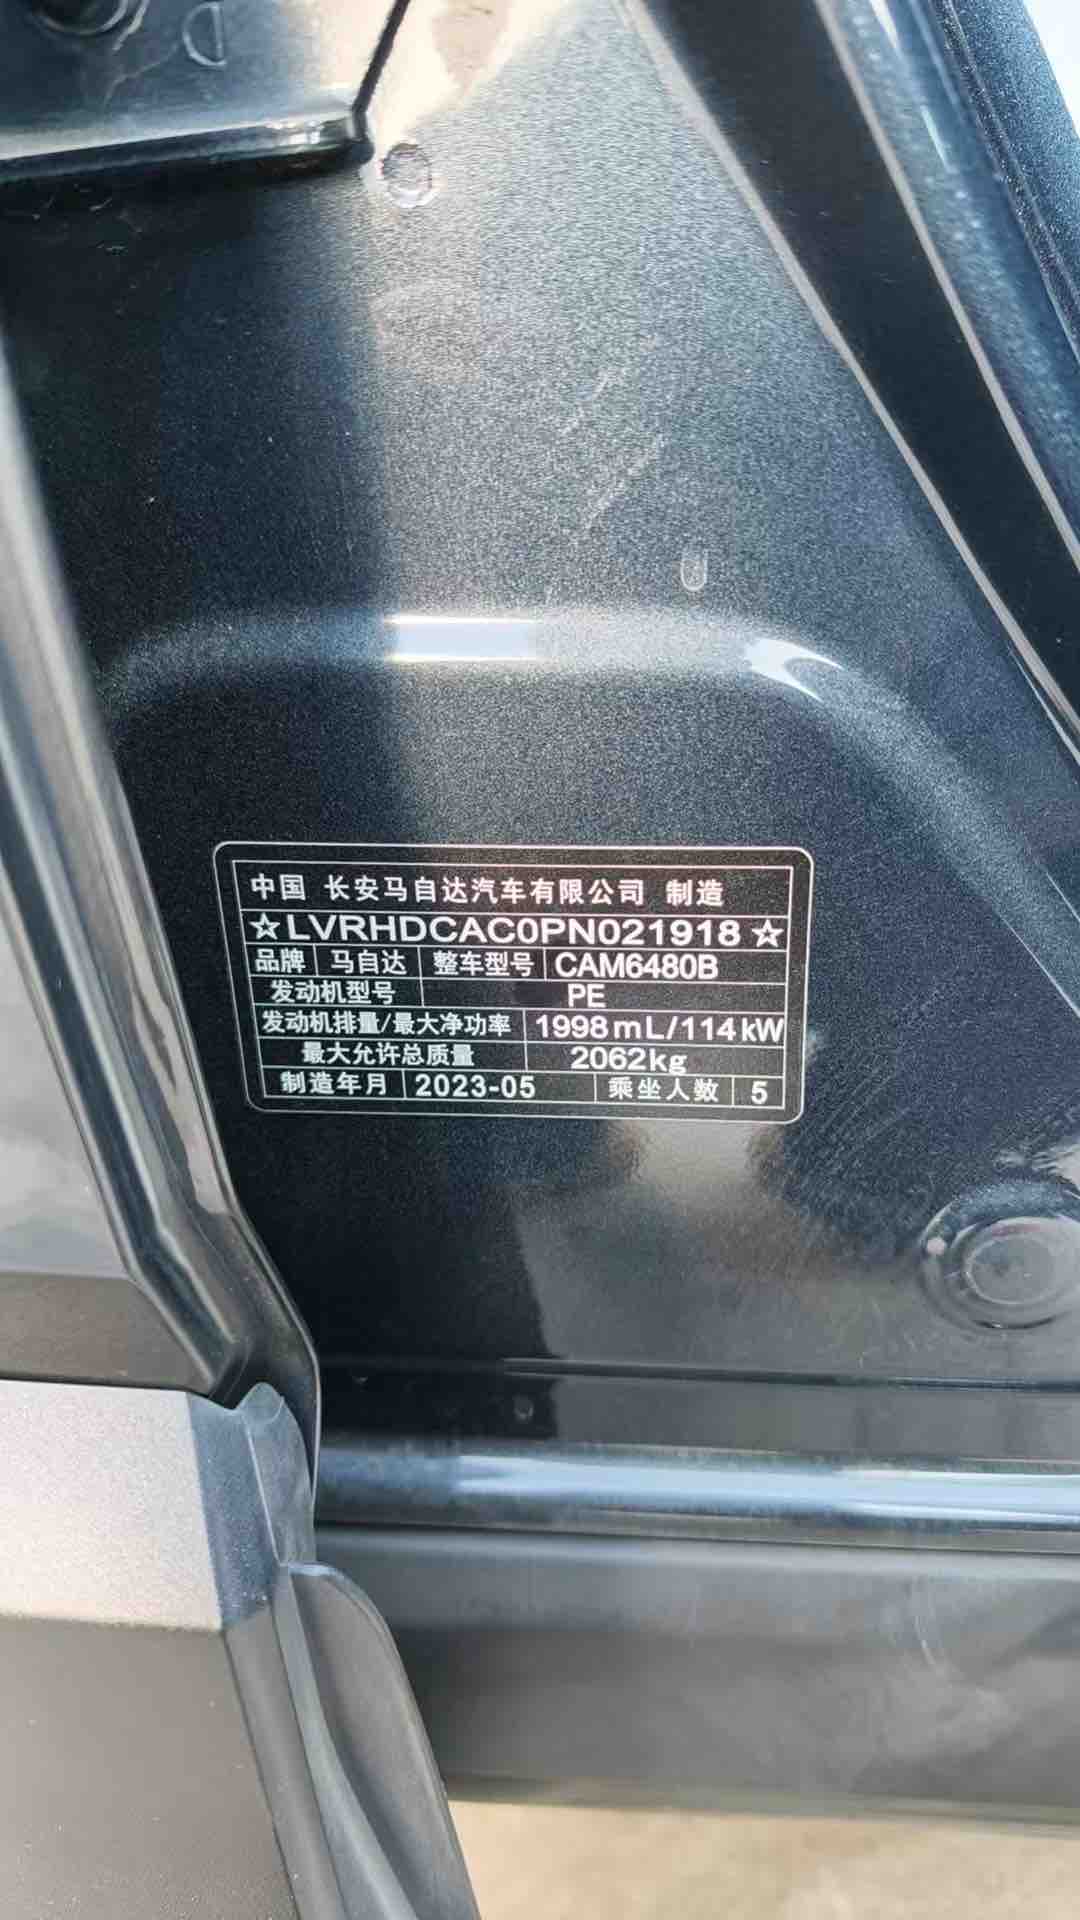 中国 长安马自达汽车有限公司 制造
☆LVRHDCAC0PN021918☆
品牌 马自达 整车型号 CAM6480B
发动机型号 PE
发动机排量/最大净功率 1998mL/114kW
最大允许总质量 2062kg
制造年月 2023-05 乘坐人数 5